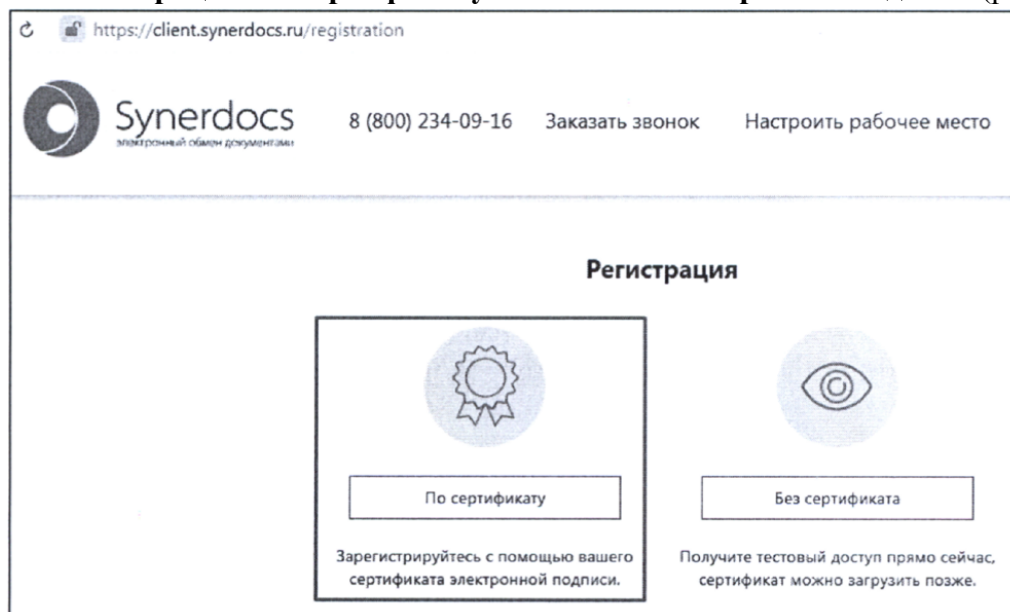 https://client.synerdocs.ru/registration
Synerdocs
электронный обмен документами
8 (800) 234-09-16 Заказать звонок Настроить рабочее место
Регистрация
По сертификату
Без сертификата
Зарегистрируйтесь с помощью вашего
сертификата электронной подписи.
Получите тестовый доступ прямо сейчас,
сертификат можно загрузить позже.